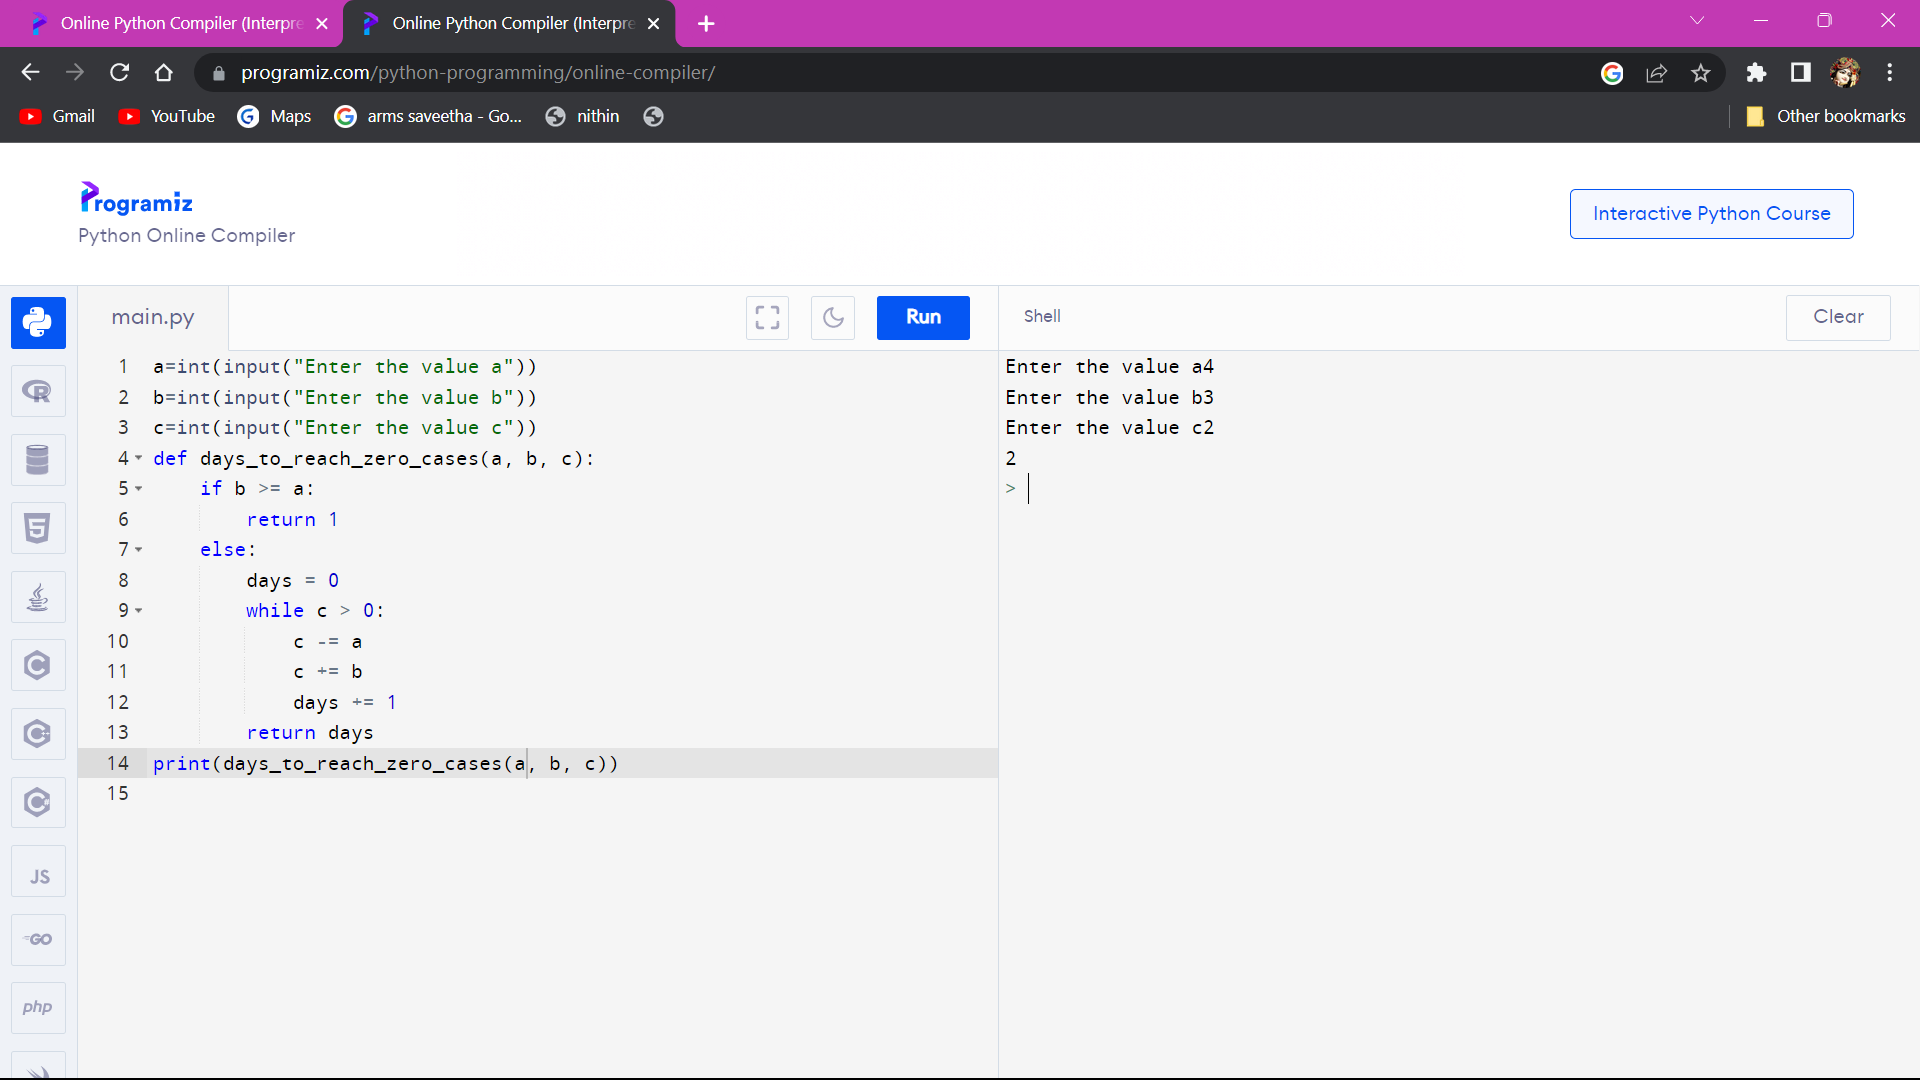 Online Python Compiler (Interpre
Online Python Compiler (Interpre
programiz.com/python-programming/online-compiler/
Gmail YouTube Maps arms saveetha - Go... nithin Other bookmarks
Programiz
Python Online Compiler
Interactive Python Course
main.py
Run
Shell
Clear
1 a=int(input("Enter the value a"))
2 b=int(input("Enter the value b"))
3 c=int(input("Enter the value c"))
4 def days_to_reach_zero_cases(a, b, c):
5     if b >= a:
6         return 1
7     else:
8         days = 0
9         while c > 0:
10             c -= a
11             c += b
12             days += 1
13         return days
14 print(days_to_reach_zero_cases(a, b, c))
15
Enter the value a4
Enter the value b3
Enter the value c2
2
>
JS
GO
php